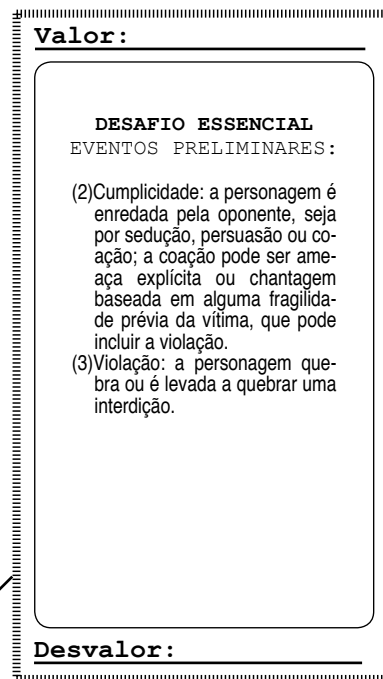 Valor:
DESAFIO ESSENCIAL
EVENTOS PRELIMINARES:
(2)Cumplicidade: a personagem é
enredada pela oponente, seja
por sedução, persuasão ou co-
ação; a coação pode ser ame-
aça explícita ou chantagem
baseada em alguma fragilida-
de prévia da vítima, que pode
incluir a violação.
(3)Violação: a personagem que-
bra ou é levada a quebrar uma
interdição.
Desvalor: